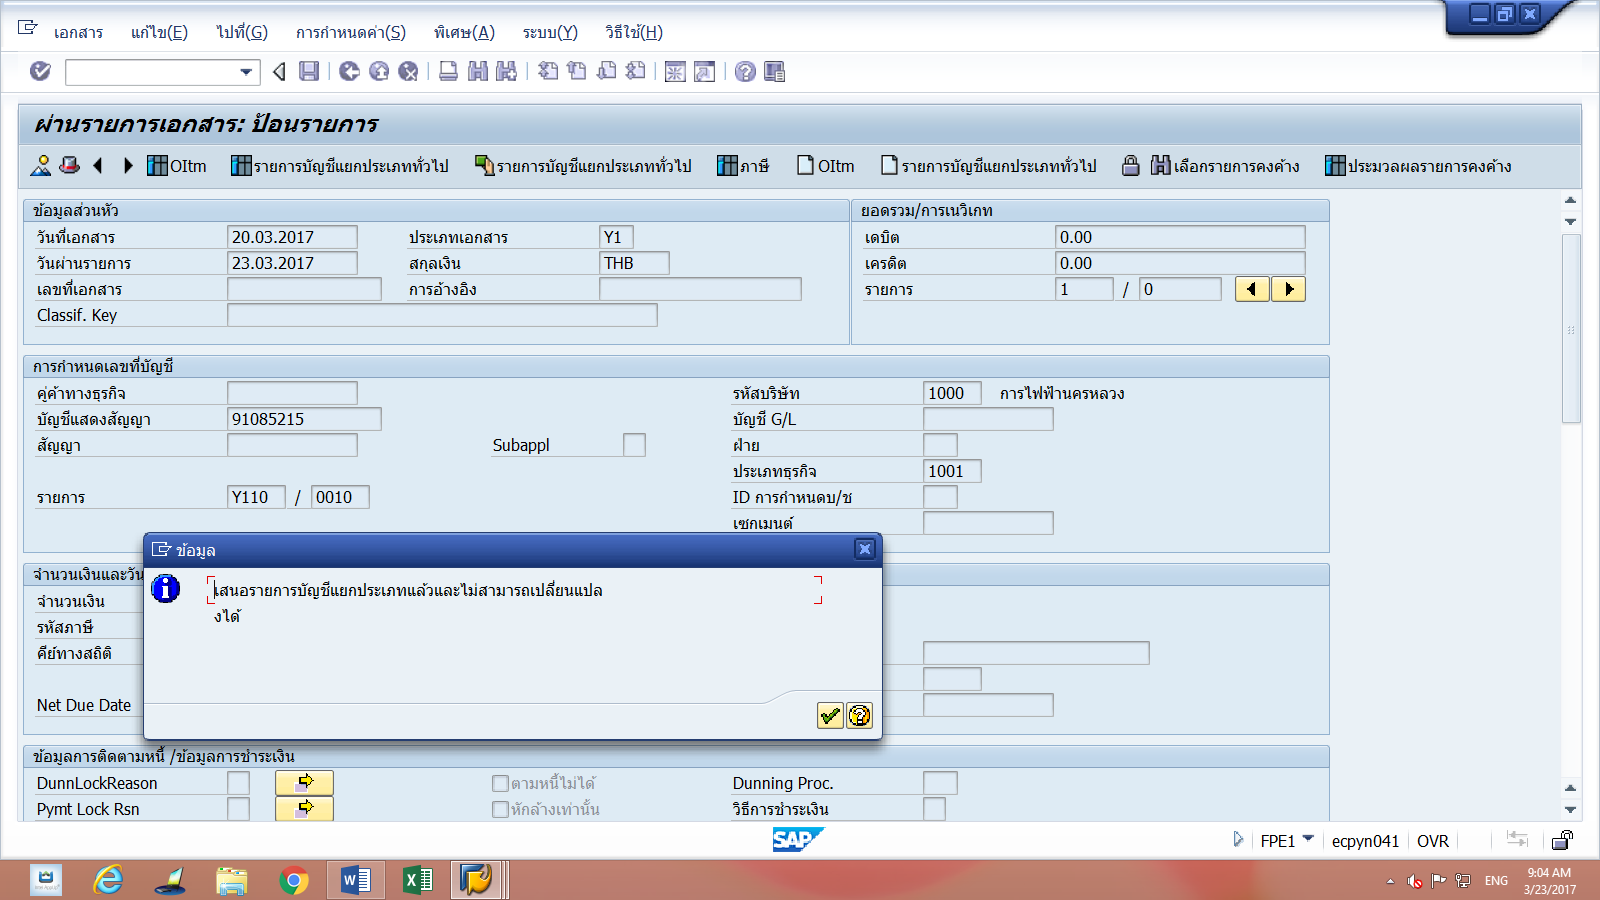 เอกสาร แก้ไข(E) ไปที่(G) การกำหนดค่า(S) พิเศษ(A) ระบบ(Y) วิธีใช้(H)
ผ่านรายการเอกสาร: ป้อนรายการ
OItm รายการบัญชีแยกประเภททั่วไป รายการบัญชีแยกประเภททั่วไป ภาษี OItm รายการบัญชีแยกประเภททั่วไป เลือกรายการคงค้าง ประมวลผลรายการคงค้าง
ข้อมูลส่วนหัว
วันที่เอกสาร 20.03.2017 ประเภทเอกสาร Y1
วันผ่านรายการ 23.03.2017 สกุลเงิน THB
เลขที่เอกสาร การอ้างอิง
Classif. Key
ยอดรวม/การเนวิเกท
เดบิต 0.00
เครดิต 0.00
รายการ 1 / 0
การกำหนดเลขที่บัญชี
คู่ค้าทางธุรกิจ รหัสบริษัท 1000 การไฟฟ้านครหลวง
บัญชีแสดงสัญญา 91085215 บัญชี G/L
สัญญา Subappl ฝ่าย
ประเภทธุรกิจ 1001
รายการ Y110 / 0010 ID การกำหนดบ/ช
เซกเมนต์
จำนวนเงินและวัน
จำนวนเงิน
รหัสภาษี
คีย์ทางสถิติ
Net Due Date
ข้อมูล
เสนอรายการบัญชีแยกประเภทแล้วและไม่สามารถเปลี่ยนแปล
งได้
ข้อมูลการติดตามหนี้ /ข้อมูลการชำระเงิน
DunnLockReason ตามหนี้ไม่ได้ Dunning Proc.
Pymt Lock Rsn หักล้างเท่านั้น วิธีการชำระเงิน
SAP FPE1 ecpyn041 OVR
ENG 9:04 AM
3/23/2017